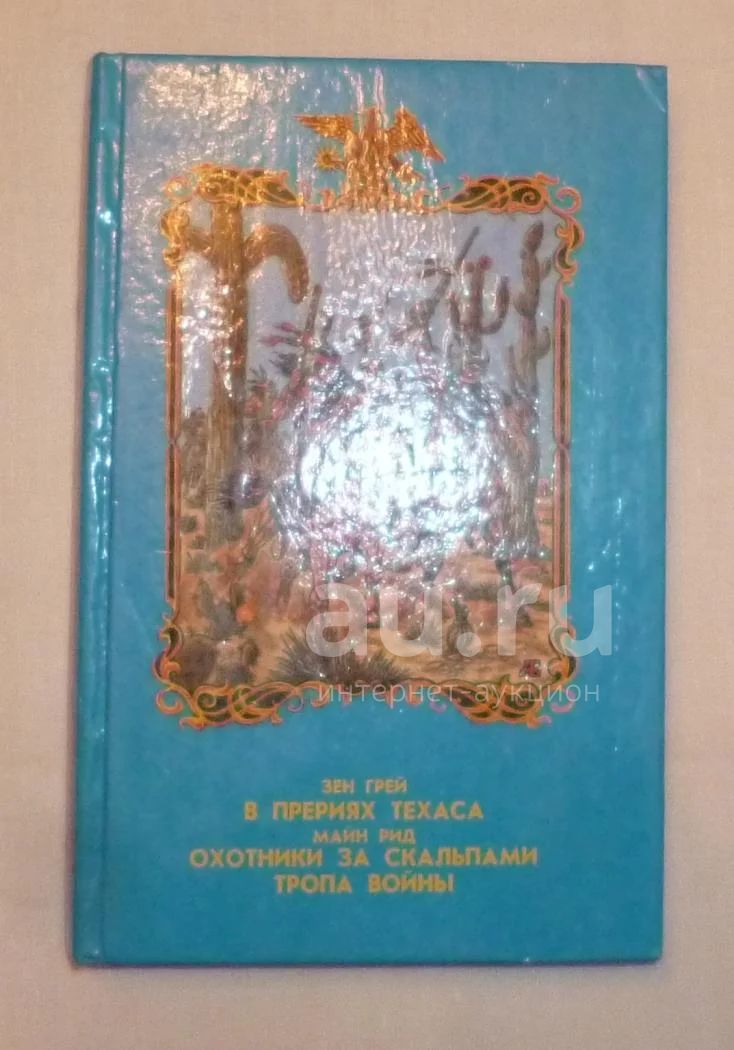 au.ru
интернет-аукцион
ЗЕН ГРЕЙ
В ПРЕРИЯХ ТЕХАСА
МАЙН РИД
ОХОТНИКИ ЗА СКАЛЬПАМИ
ТРОПА ВОЙНЫ